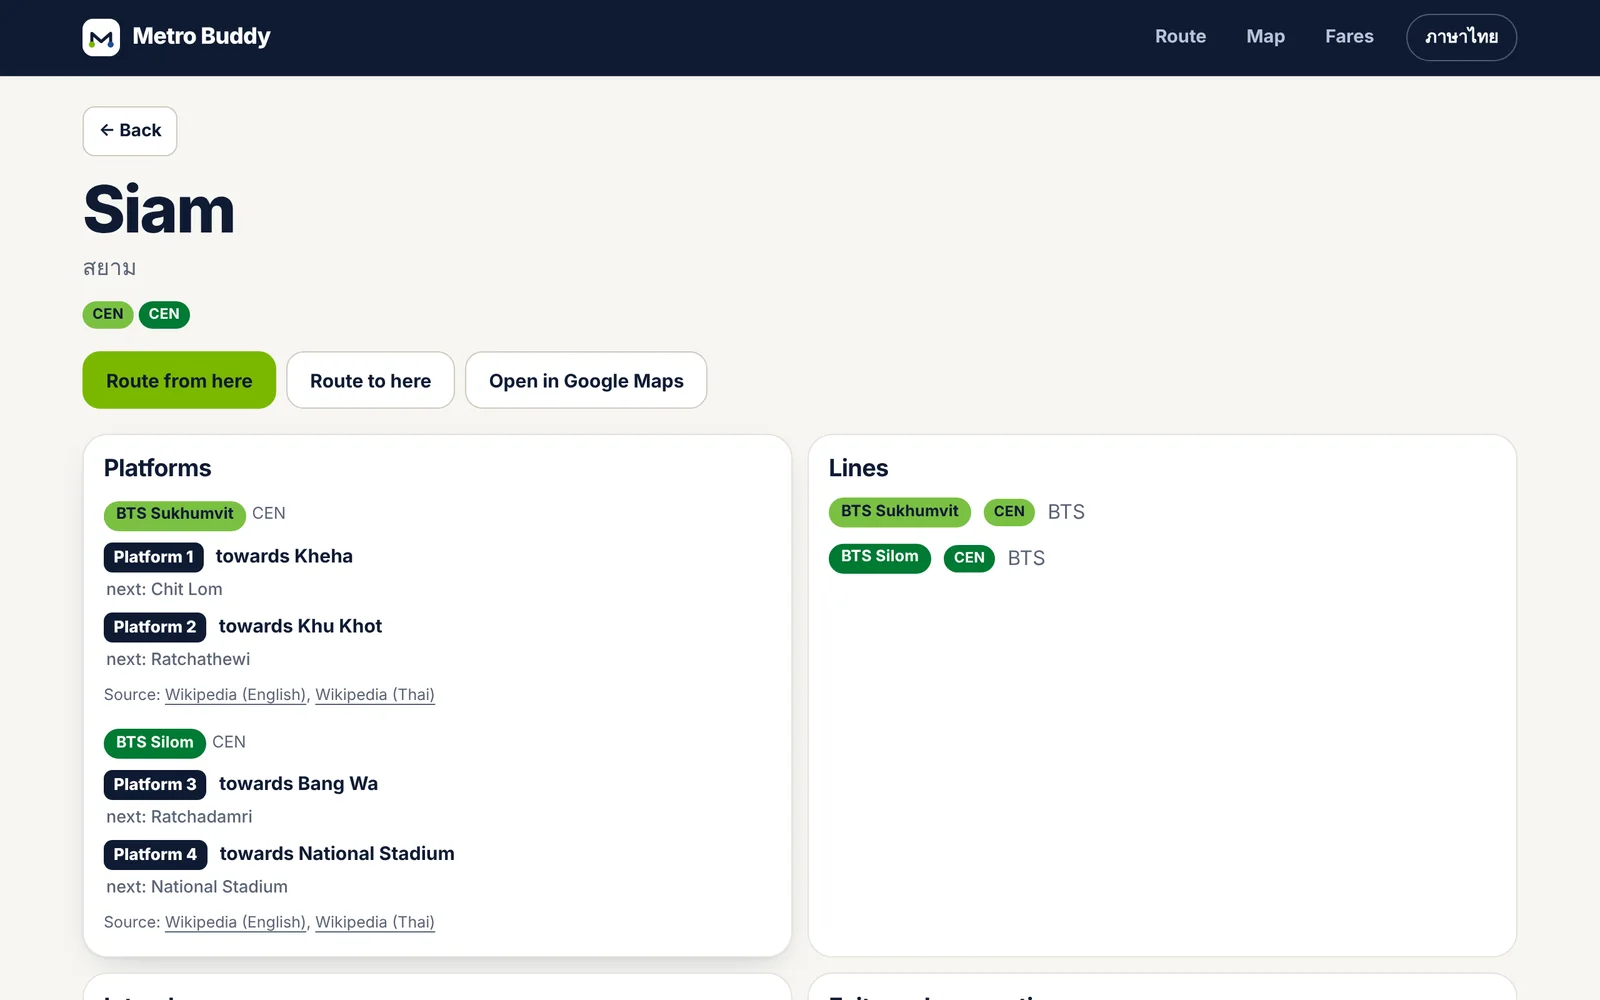 Metro Buddy
Route
Map
Fares
ภาษาไทย
← Back
Siam
สยาม
CEN CEN
Route from here
Route to here
Open in Google Maps
Platforms
BTS Sukhumvit CEN
Platform 1 towards Kheha
next: Chit Lom
Platform 2 towards Khu Khot
next: Ratchathewi
Source: Wikipedia (English), Wikipedia (Thai)
BTS Silom CEN
Platform 3 towards Bang Wa
next: Ratchadamri
Platform 4 towards National Stadium
next: National Stadium
Source: Wikipedia (English), Wikipedia (Thai)
Lines
BTS Sukhumvit CEN BTS
BTS Silom CEN BTS